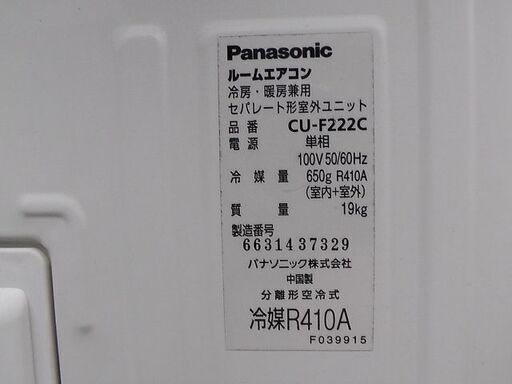 Panasonic
ルームエアコン
冷房・暖房兼用
セパレート形室外ユニット
品番 CU-F222C
電源 単相
100V 50/60Hz
冷媒量 650g R410A
(室内+室外)
質量 19kg
製造番号
6631437329
パナソニック株式会社
中国製
分離形空冷式
冷媒R410A
F039915